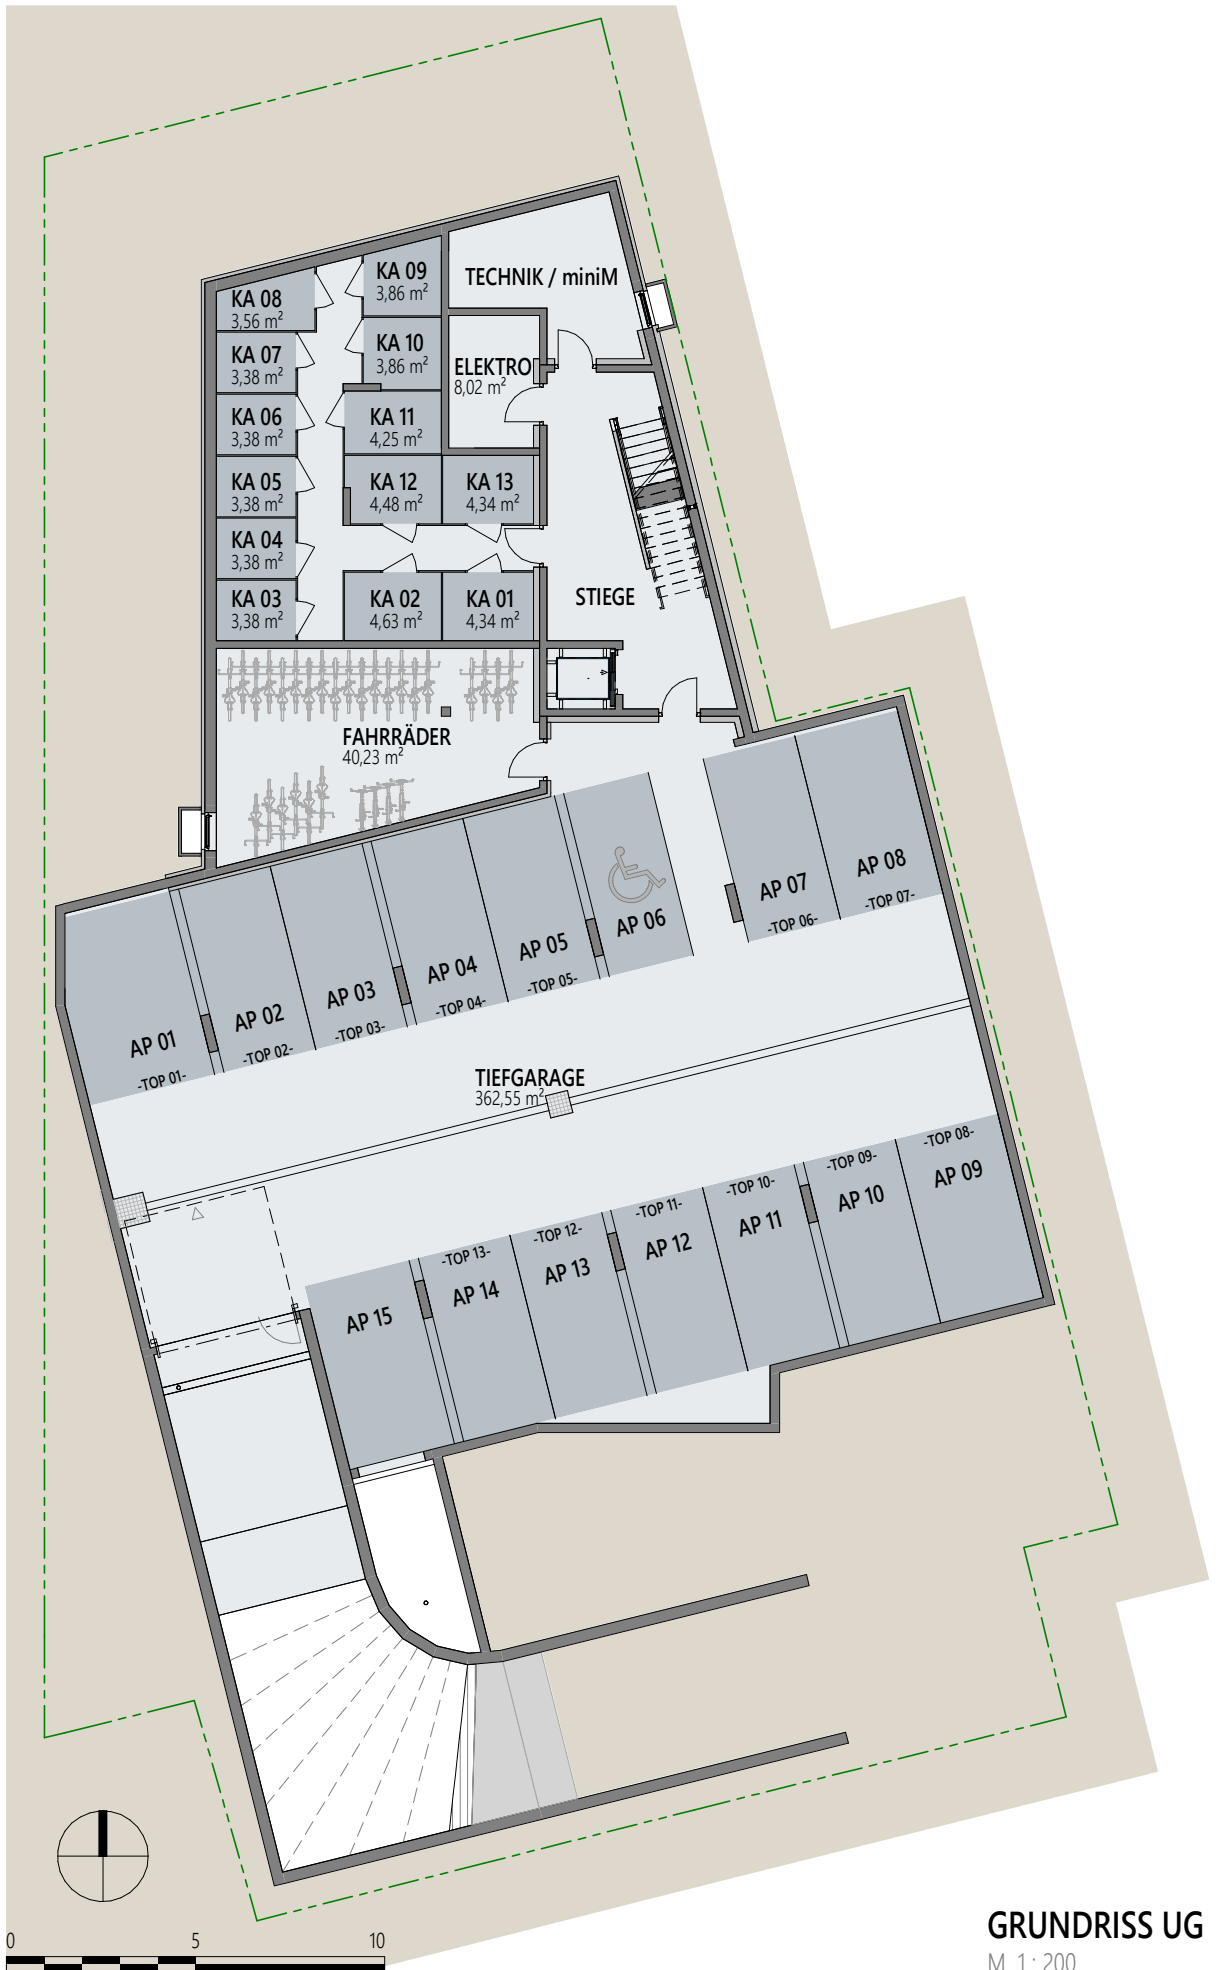 TECHNIK / miniM
KA 09
3,86 m²
KA 08
3,56 m²
KA 10
3,86 m²
KA 07
3,38 m²
ELEKTRO
8,02 m²
KA 06
3,38 m²
KA 11
4,25 m²
KA 05
3,38 m²
KA 12
4,48 m²
KA 13
4,34 m²
KA 04
3,38 m²
KA 03
3,38 m²
KA 02
4,63 m²
KA 01
4,34 m²
STIEGE
FAHRRÄDER
40,23 m²
AP 01
-TOP 01-
AP 02
-TOP 02-
AP 03
-TOP 03-
AP 04
-TOP 04-
AP 05
-TOP 05-
AP 06
AP 07
-TOP 06-
AP 08
-TOP 07-
TIEFGARAGE
362,55 m²
-TOP 08-
AP 09
-TOP 09-
AP 10
-TOP 10-
AP 11
-TOP 11-
AP 12
-TOP 12-
AP 13
-TOP 13-
AP 14
AP 15
0 5 10
GRUNDRISS UG
M 1 : 200